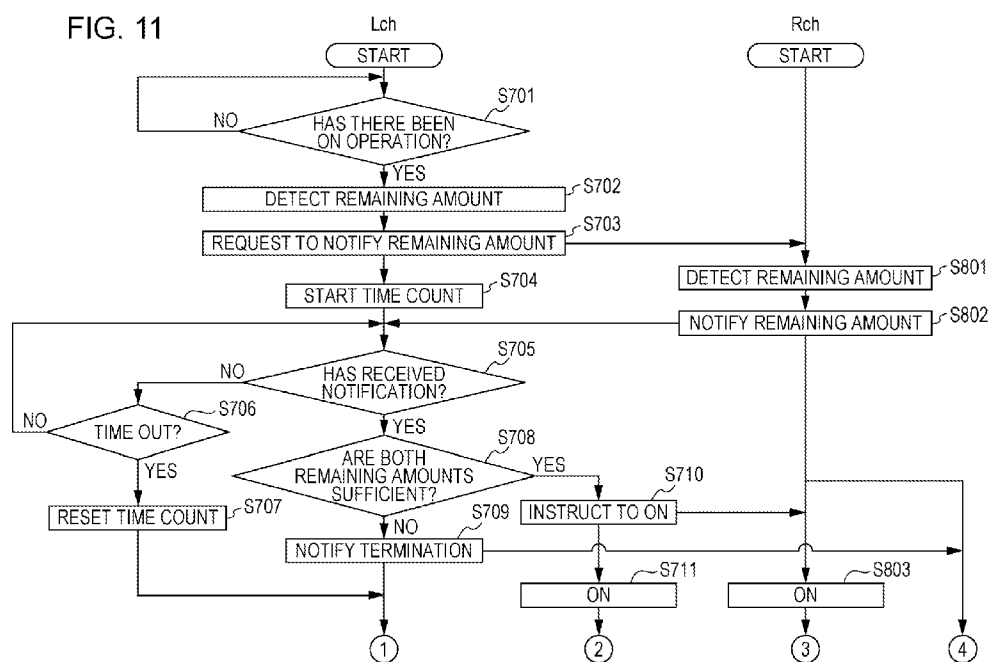 FIG. 11
Lch
Rch
START
START
S701
HAS THERE BEEN
ON OPERATION?
NO
YES
S702
DETECT REMAINING AMOUNT
S703
REQUEST TO NOTIFY REMAINING AMOUNT
S801
DETECT REMAINING AMOUNT
S704
START TIME COUNT
S802
NOTIFY REMAINING AMOUNT
S705
HAS RECEIVED
NOTIFICATION?
NO
YES
S706
TIME OUT?
NO
YES
S708
ARE BOTH
REMAINING AMOUNTS
SUFFICIENT?
YES
NO
S707
RESET TIME COUNT
S710
INSTRUCT TO ON
S709
NOTIFY TERMINATION
S711
ON
S803
ON
1
2
3
4